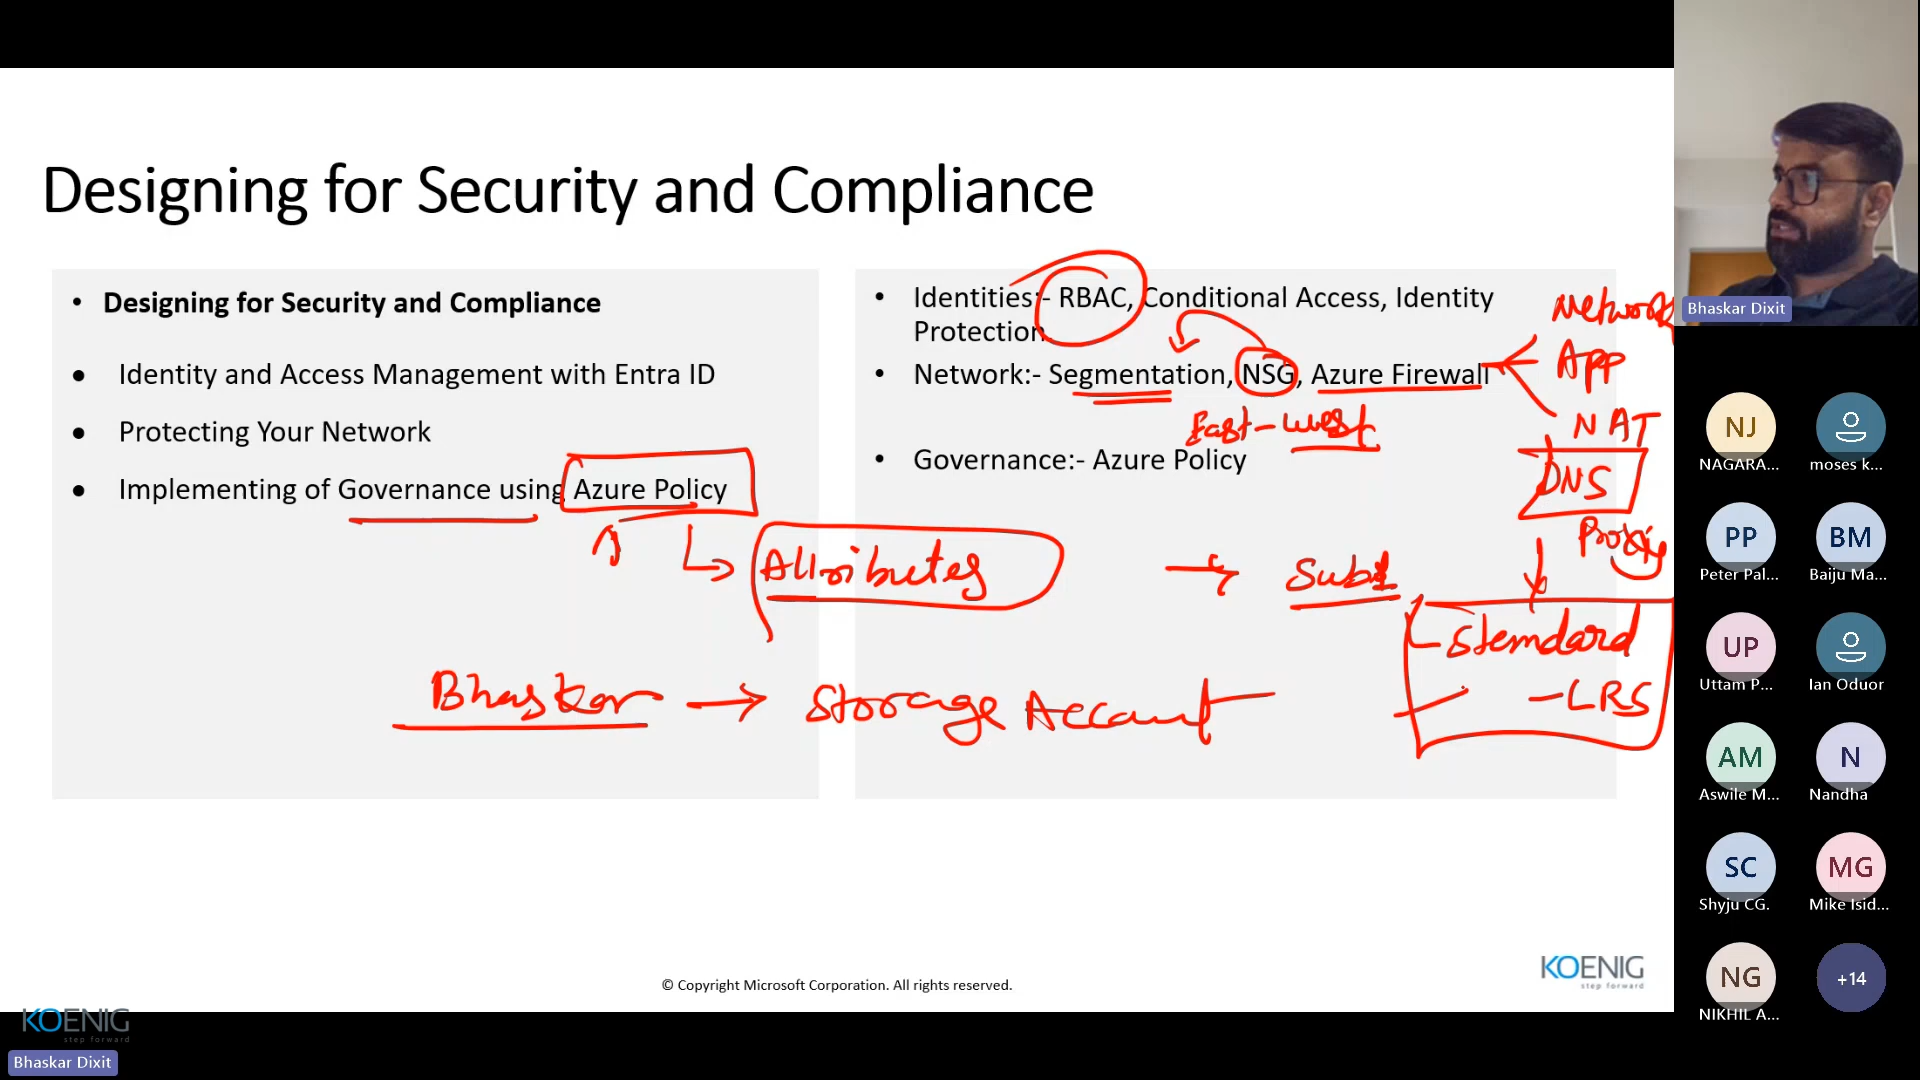 Designing for Security and Compliance
• Designing for Security and Compliance
• Identity and Access Management with Entra ID
• Protecting Your Network
• Implementing of Governance using Azure Policy
• Identities:- RBAC, Conditional Access, Identity
Protection
• Network:- Segmentation, NSG, Azure Firewall
• Governance:- Azure Policy
Network
App
NAT
East-West
DNS
Proxy
Attributes
Sub1
- Standard
- LRS
Bhaskar → Storage Account
© Copyright Microsoft Corporation. All rights reserved.
KOENIG
step forward
KOENIG
step forward
Bhaskar Dixit
Bhaskar Dixit
NJ
NAGARA...
moses k...
PP
Peter Pal...
BM
Baiju Ma...
UP
Uttam P...
Ian Oduor
AM
Aswile M...
N
Nandha
SC
Shyju CG.
MG
Mike Isid...
NG
NIKHIL A...
+14